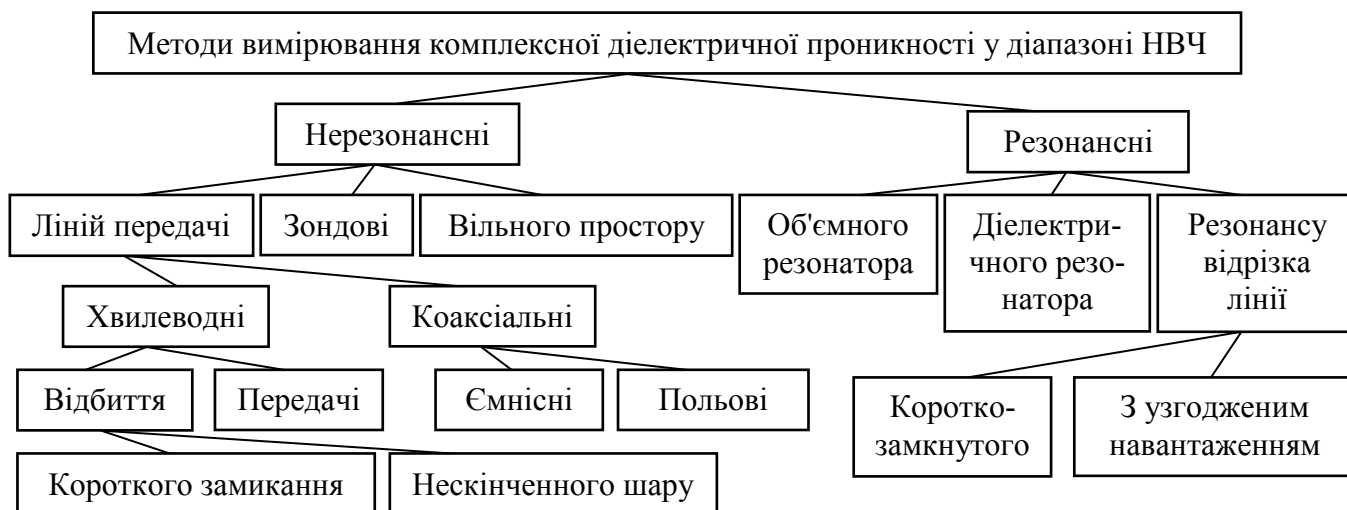 Методи вимірювання комплексної діелектричної проникності у діапазоні НВЧ
Нерезонансні
Резонансні
Ліній передачі
Зондові
Вільного простору
Об'ємного
резонатора
Діелектри-
чного резо-
натора
Резонансу
відрізка
лінії
Хвилеводні
Коаксіальні
Відбиття
Передачі
Ємнісні
Польові
Коротко-
замкнутого
З узгодженим
навантаженням
Короткого замикання
Нескінченного шару